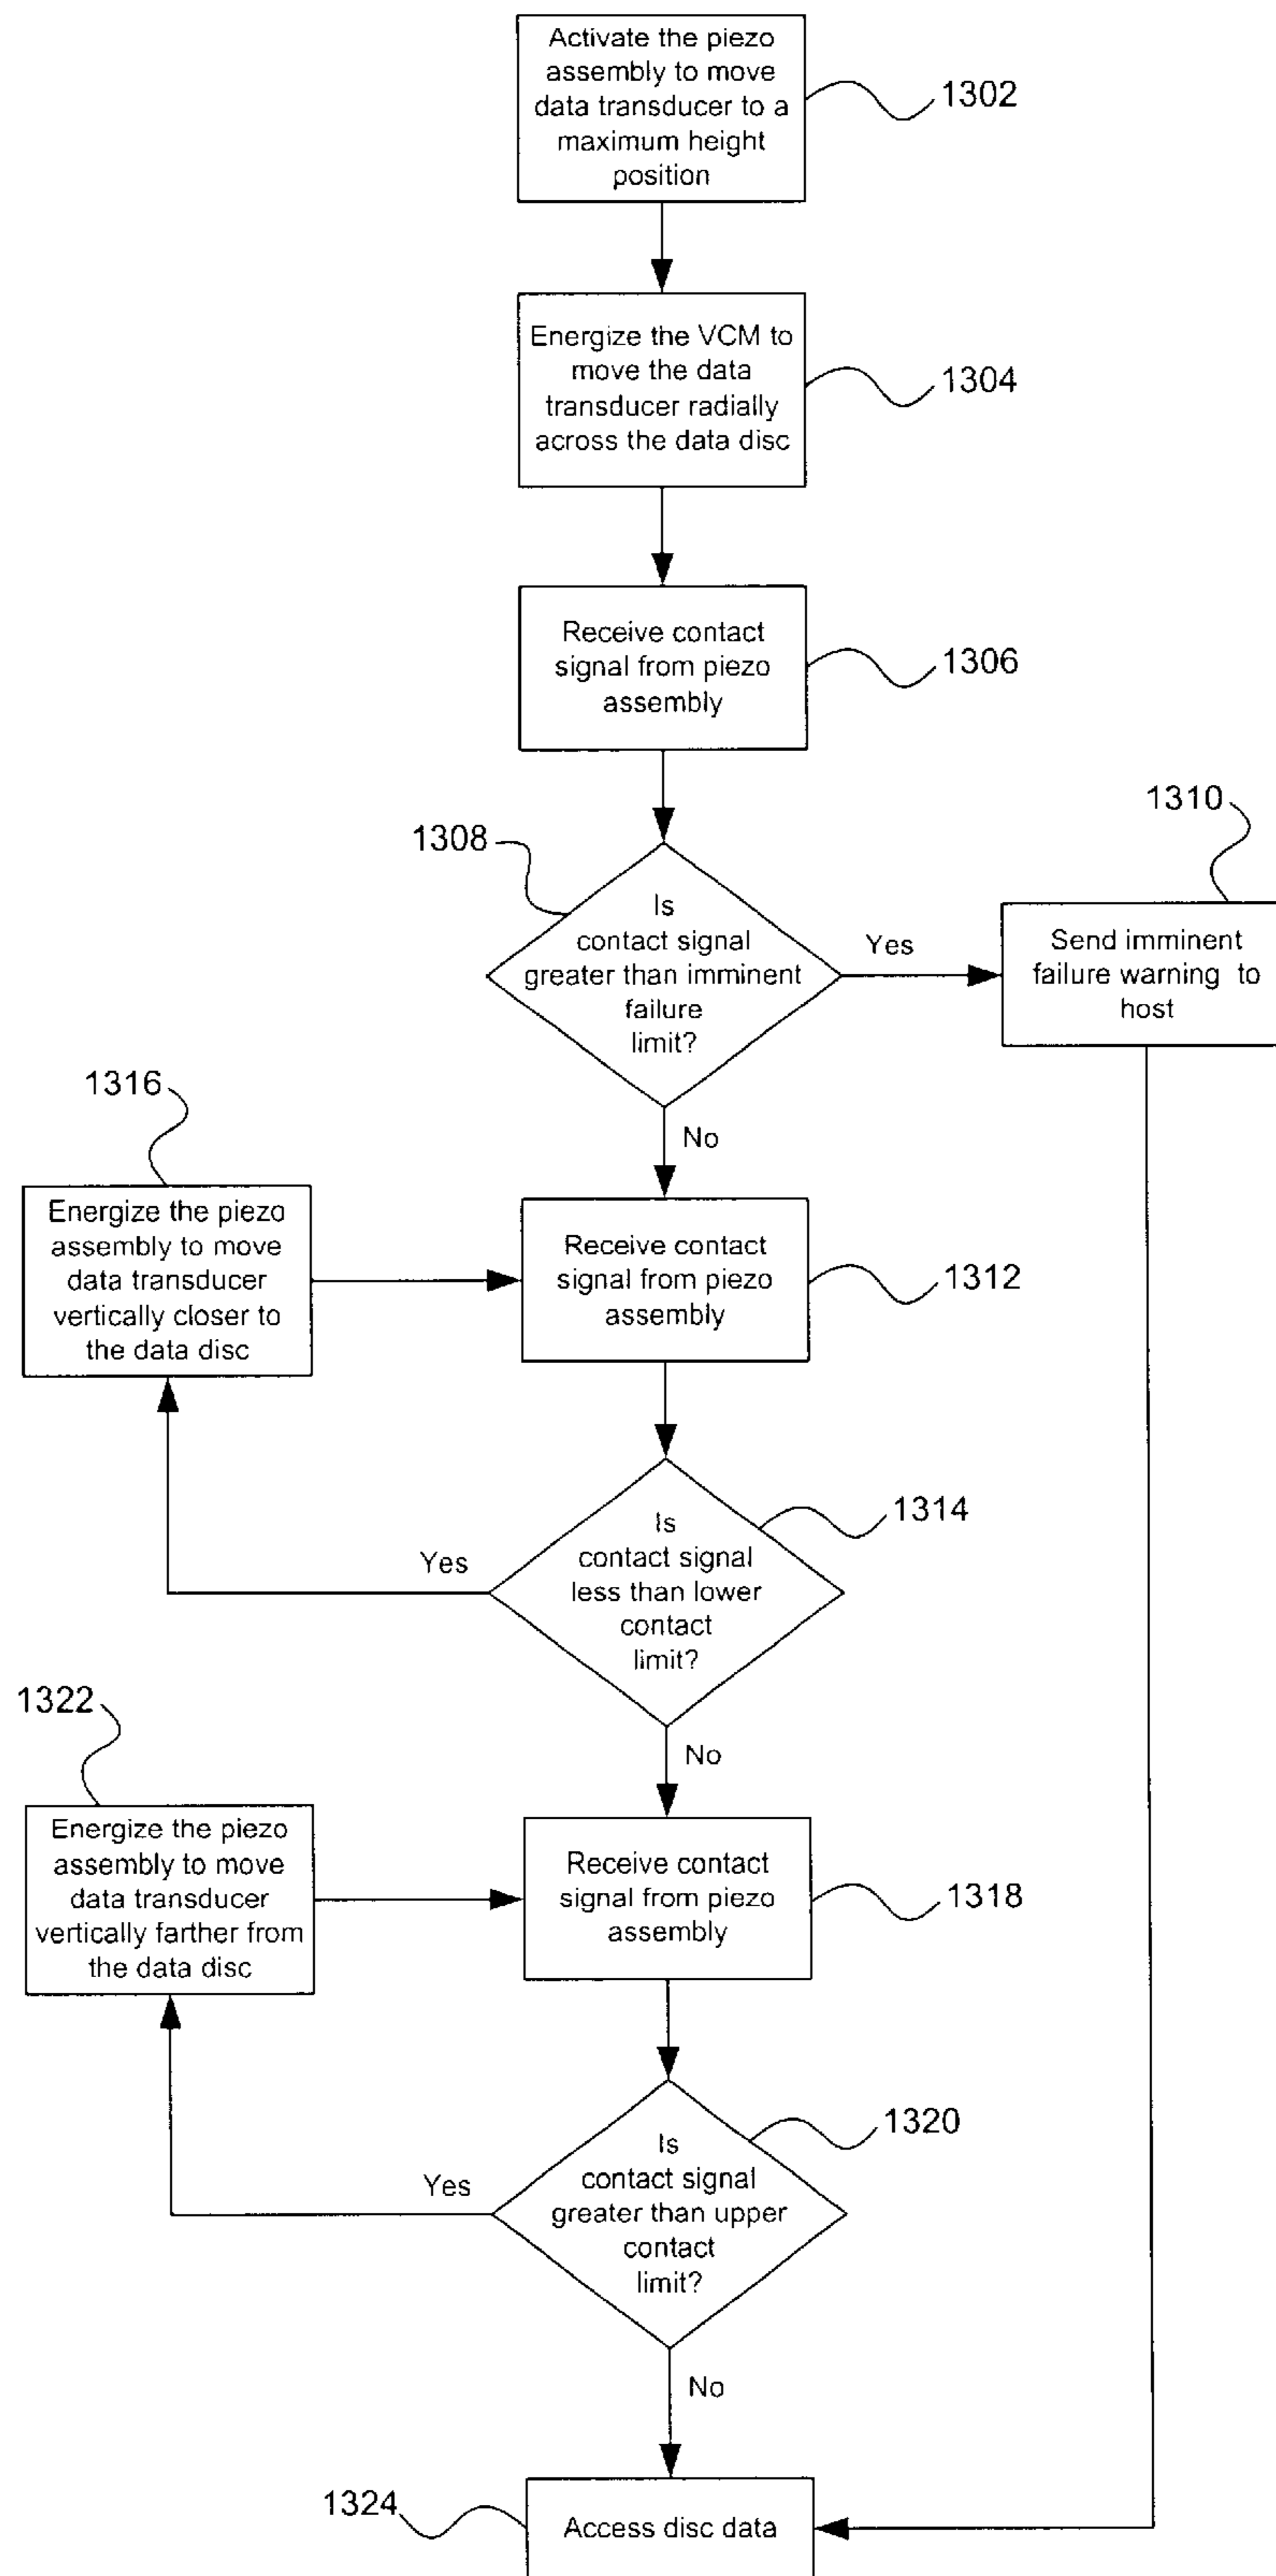 Activate the piezo
assembly to move
data transducer to a
maximum height
position
1302
Energize the VCM to
move the data
transducer radially
across the data disc
1304
Receive contact
signal from piezo
assembly
1306
1308
Is
contact signal
greater than imminent
failure
limit?
Yes
1310
Send imminent
failure warning to
host
No
1316
Energize the piezo
assembly to move
data transducer
vertically closer to
the data disc
Receive contact
signal from piezo
assembly
1312
1314
Is
contact signal
less than lower
contact
limit?
Yes
No
1322
Energize the piezo
assembly to move
data transducer
vertically farther from
the data disc
Receive contact
signal from piezo
assembly
1318
1320
Is
contact signal
greater than upper
contact
limit?
Yes
No
1324
Access disc data